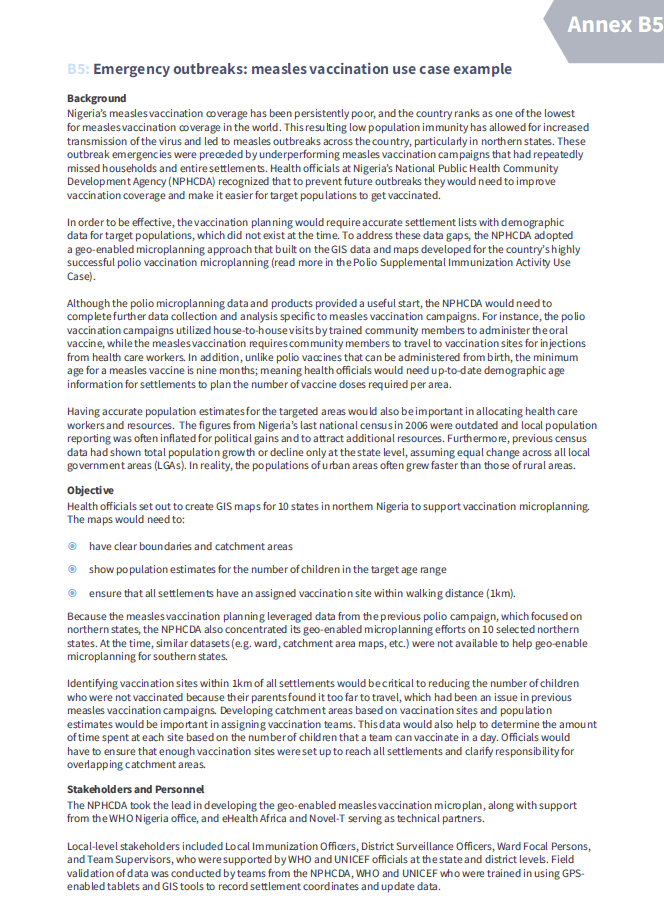 Annex B5
B5: Emergency outbreaks: measles vaccination use case example
Background
Nigeria's measles vaccination coverage has been persistently poor, and the country ranks as one of the lowest
for measles vaccination coverage in the world. This resulting low population immunity has allowed for increased
transmission of the virus and led to measles outbreaks across the country, particularly in northern states. These
outbreak emergencies were preceded by underperforming measles vaccination campaigns that had repeatedly
missed households and entire settlements. Health officials at Nigeria's National Public Health Community
Development Agency (NPHCDA) recognized that to prevent future outbreaks they would need to improve
vaccination coverage and make it easier for target populations to get vaccinated.
In order to be effective, the vaccination planning would require accurate settlement lists with demographic
data for target populations, which did not exist at the time. To address these data gaps, the NPHCDA adopted
a geo-enabled microplanning approach that built on the GIS data and maps developed for the country's highly
successful polio vaccination microplanning (read more in the Polio Supplemental Immunization Activity Use
Case).
Although the polio microplanning data and products provided a useful start, the NPHCDA would need to
complete further data collection and analysis specific to measles vaccination campaigns. For instance, the polio
vaccination campaigns utilized house-to-house visits by trained community members to administer the oral
vaccine, while the measles vaccination requires community members to travel to vaccination sites for injections
from health care workers. In addition, unlike polio vaccines that can be administered from birth, the minimum
age for a measles vaccine is nine months; meaning health officials would need up-to-date demographic age
information for settlements to plan the number of vaccine doses required per area.
Having accurate population estimates for the targeted areas would also be important in allocating health care
workers and resources. The figures from Nigeria's last national census in 2006 were outdated and local population
reporting was often inflated for political gains and to attract additional resources. Furthermore, previous census
data had shown total population growth or decline only at the state level, assuming equal change across all local
government areas (LGAs). In reality, the populations of urban areas often grew faster than those of rural areas.
Objective
Health officials set out to create GIS maps for 10 states in northern Nigeria to support vaccination microplanning.
The maps would need to:
have clear boundaries and catchment areas
show population estimates for the number of children in the target age range
ensure that all settlements have an assigned vaccination site within walking distance (1km).
Because the measles vaccination planning leveraged data from the previous polio campaign, which focused on
northern states, the NPHCDA also concentrated its geo-enabled microplanning efforts on 10 selected northern
states. At the time, similar datasets (e.g. ward, catchment area maps, etc.) were not available to help geo-enable
microplanning for southern states.
Identifying vaccination sites within 1km of all settlements would be critical to reducing the number of children
who were not vaccinated because their parents found it too far to travel, which had been an issue in previous
measles vaccination campaigns. Developing catchment areas based on vaccination sites and population
estimates would be important in assigning vaccination teams. This data would also help to determine the amount
of time spent at each site based on the number of children that a team can vaccinate in a day. Officials would
have to ensure that enough vaccination sites were set up to reach all settlements and clarify responsibility for
overlapping catchment areas.
Stakeholders and Personnel
The NPHCDA took the lead in developing the geo-enabled measles vaccination microplan, along with support
from the WHO Nigeria office, and eHealth Africa and Novel-T serving as technical partners.
Local-level stakeholders included Local Immunization Officers, District Surveillance Officers, Ward Focal Persons,
and Team Supervisors, who were supported by WHO and UNICEF officials at the state and district levels. Field
validation of data was conducted by teams from the NPHCDA, WHO and UNICEF who were trained in using GPS-
enabled tablets and GIS tools to record settlement coordinates and update data.